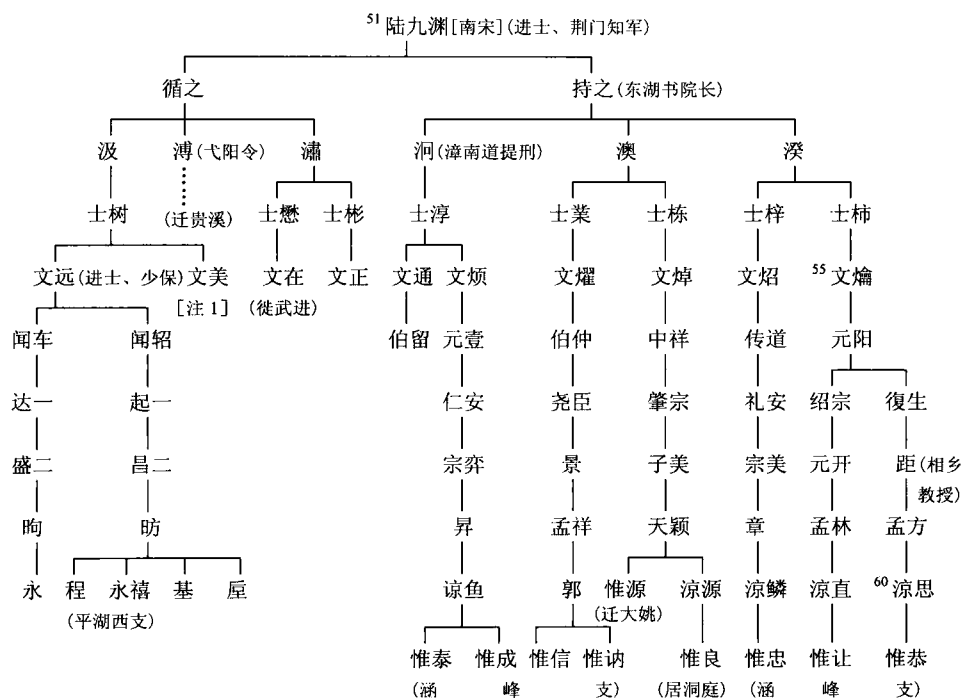 51 陆九渊[南宋](进士、荆门知军)
循之 持之(东湖书院长)
汲 溥(弋阳令) 潚 泂(漳南道提刑) 澳 湀
士树 (迁贵溪) 士懋 士彬 士淳 士業 士栋 士梓 士柿
文远(进士、少保) 文美 文在 文正 文通 文烦 文燿 文焯 文炤 55 文爚
[注1] (徙武进)
闻车 闻轺 伯留 元壹 伯仲 中祥 传道 元阳
达一 起一 仁安 尧臣 肇宗 礼安 绍宗 復生
盛二 昌二 宗弈 景 子美 宗美 元开 距(相乡
教授)
昫 昉 昇 孟祥 天颖 章 孟林 孟方
永 程 永禧 基 垕 谅鱼 郭 惟源 涼源 涼鳞 涼直 60 涼思
(平湖西支) (迁大姚)
惟泰 惟成 惟信 惟讷 惟良 惟忠 惟让 惟恭
(涵 峰 支) (居洞庭) (涵 峰 支)